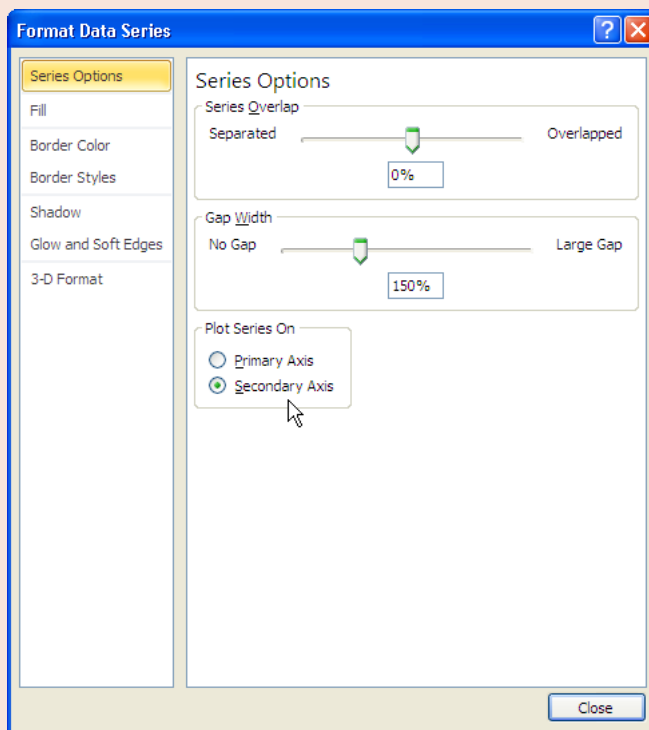 Format Data Series
?
Series Options
Fill
Border Color
Border Styles
Shadow
Glow and Soft Edges
3-D Format
Series Options
Series Overlap
Separated Overlapped
0%
Gap Width
No Gap Large Gap
150%
Plot Series On
Primary Axis
Secondary Axis
Close